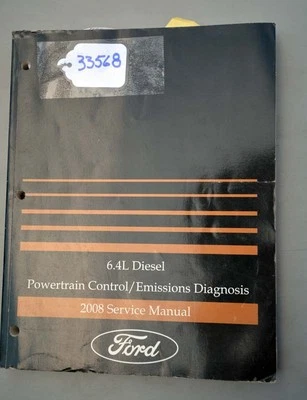 33568
6.4L Diesel
Powertrain Control/Emissions Diagnosis
2008 Service Manual
Ford